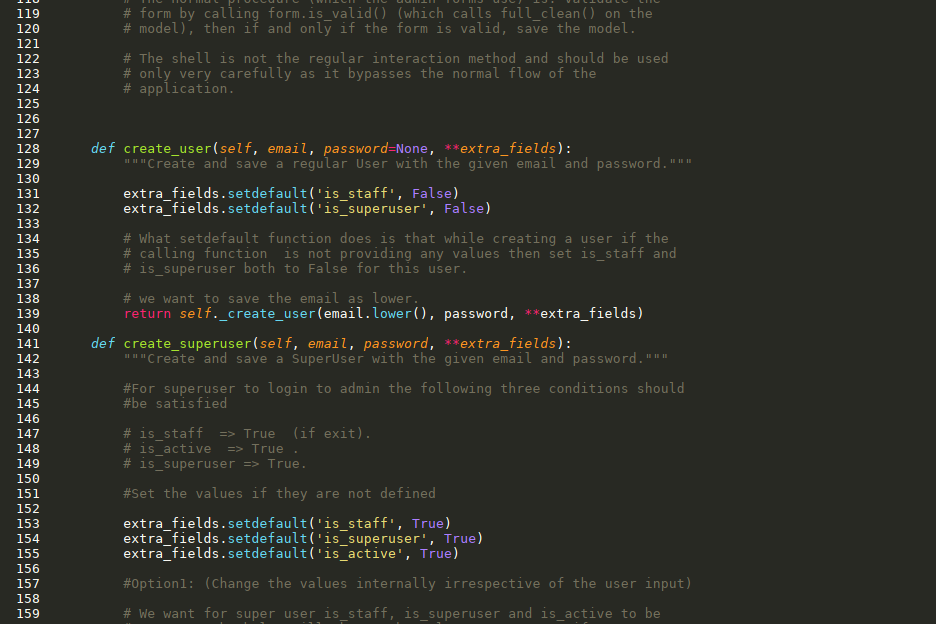 118 # The normal procedure (which the admin forms use) is: validate the
119 # form by calling form.is_valid() (which calls full_clean() on the
120 # model), then if and only if the form is valid, save the model.
121
122 # The shell is not the regular interaction method and should be used
123 # only very carefully as it bypasses the normal flow of the
124 # application.
125
126
127
128 def create_user(self, email, password=None, **extra_fields):
129 """Create and save a regular User with the given email and password."""
130
131 extra_fields.setdefault('is_staff', False)
132 extra_fields.setdefault('is_superuser', False)
133
134 # What setdefault function does is that while creating a user if the
135 # calling function  is not providing any values then set is_staff and
136 # is_superuser both to False for this user.
137
138 # we want to save the email as lower.
139 return self._create_user(email.lower(), password, **extra_fields)
140
141 def create_superuser(self, email, password, **extra_fields):
142 """Create and save a SuperUser with the given email and password."""
143
144 #For superuser to login to admin the following three conditions should
145 #be satisfied
146
147 # is_staff  => True  (if exit).
148 # is_active  => True .
149 # is_superuser => True.
150
151 #Set the values if they are not defined
152
153 extra_fields.setdefault('is_staff', True)
154 extra_fields.setdefault('is_superuser', True)
155 extra_fields.setdefault('is_active', True)
156
157 #Option1: (Change the values internally irrespective of the user input)
158
159 # We want for super user is_staff, is_superuser and is_active to be